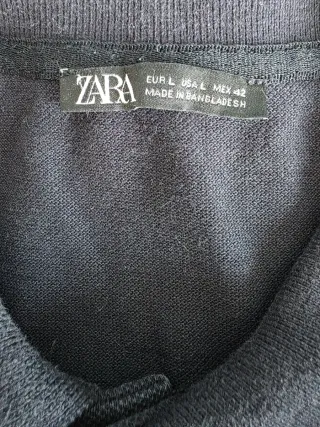 ZARA
EUR L USA L MEX 42
MADE IN BANGLADESH